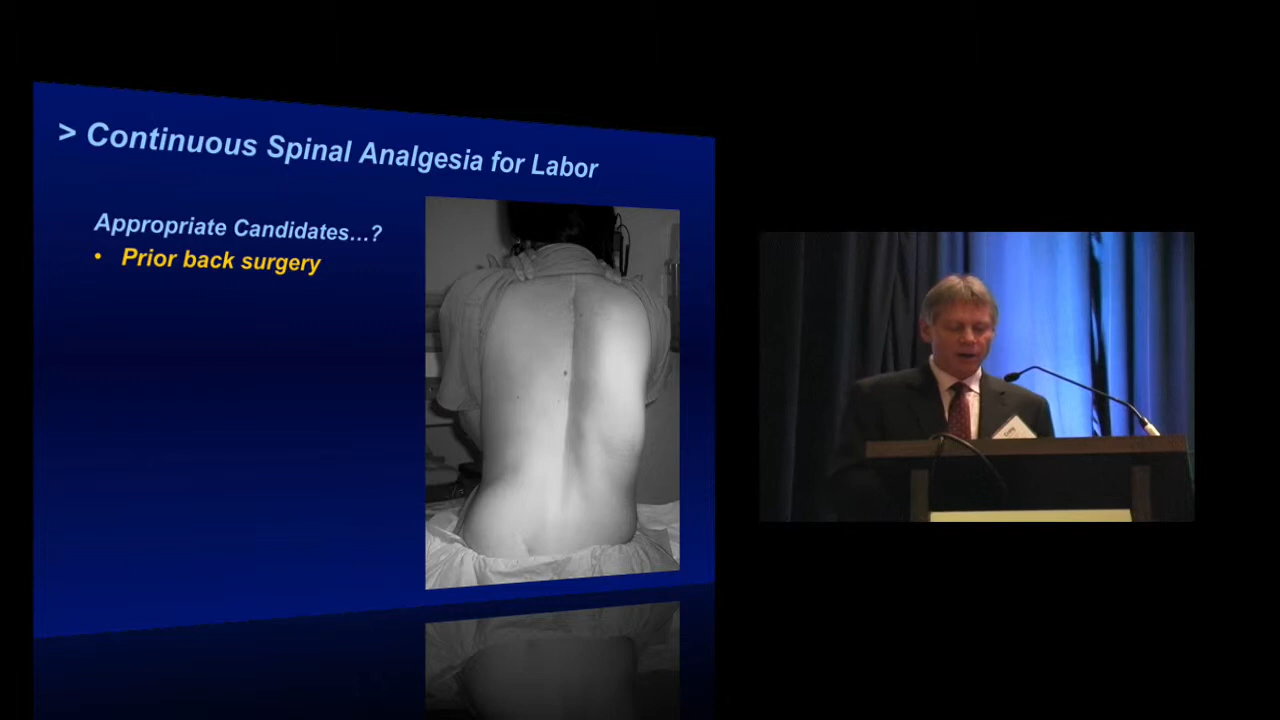 > Continuous Spinal Analgesia for Labor
Appropriate Candidates...?
• Prior back surgery